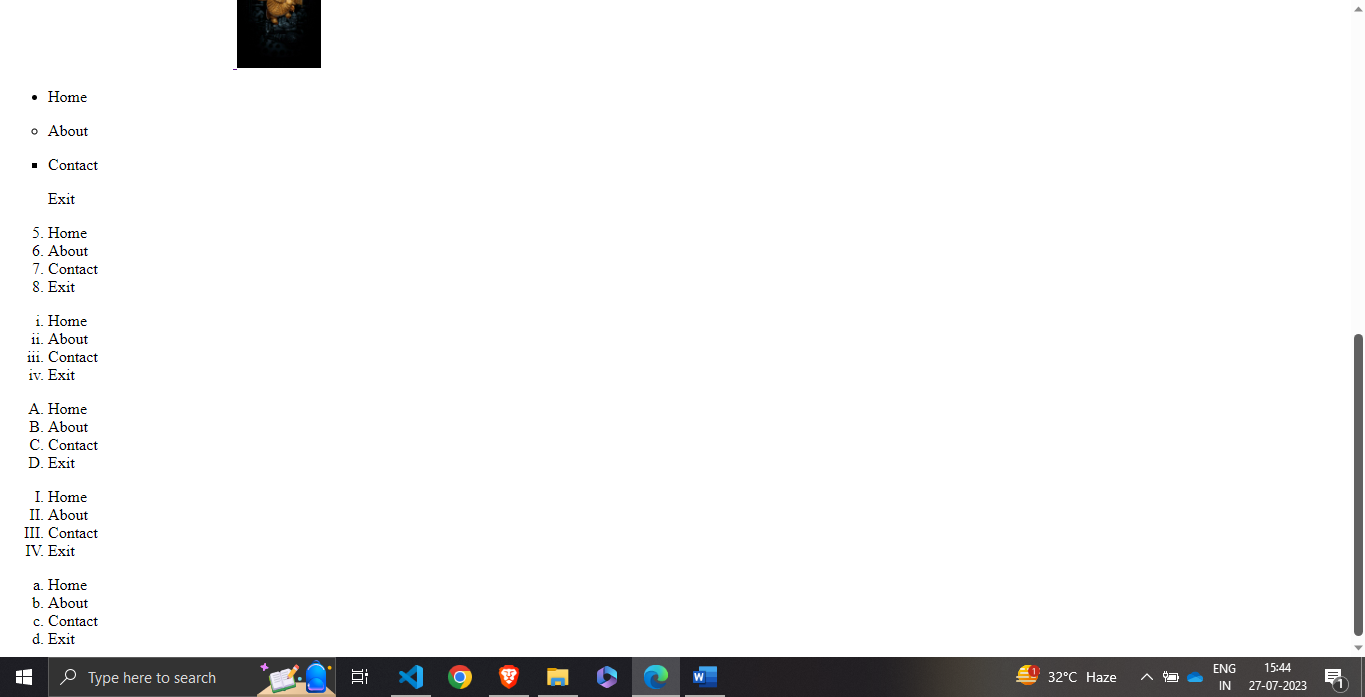 • Home
○ About
▪ Contact
Exit
5. Home
6. About
7. Contact
8. Exit
i. Home
ii. About
iii. Contact
iv. Exit
A. Home
B. About
C. Contact
D. Exit
I. Home
II. About
III. Contact
IV. Exit
a. Home
b. About
c. Contact
d. Exit
Type here to search
W
1
32°C Haze
ENG
IN
15:44
27-07-2023
1